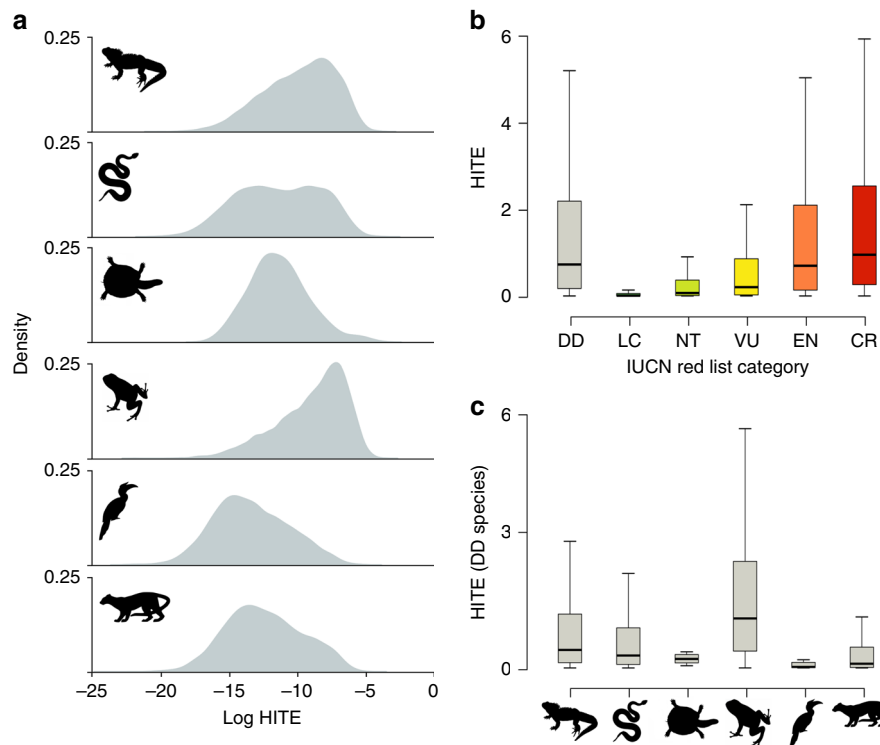 a
Density
0.25
0.25
0.25
0.25
0.25
0.25
−25 −20 −15 −10 −5 0
Log HITE
b
HITE
6
4
2
0
DD LC NT VU EN CR
IUCN red list category
c
HITE (DD species)
6
3
0